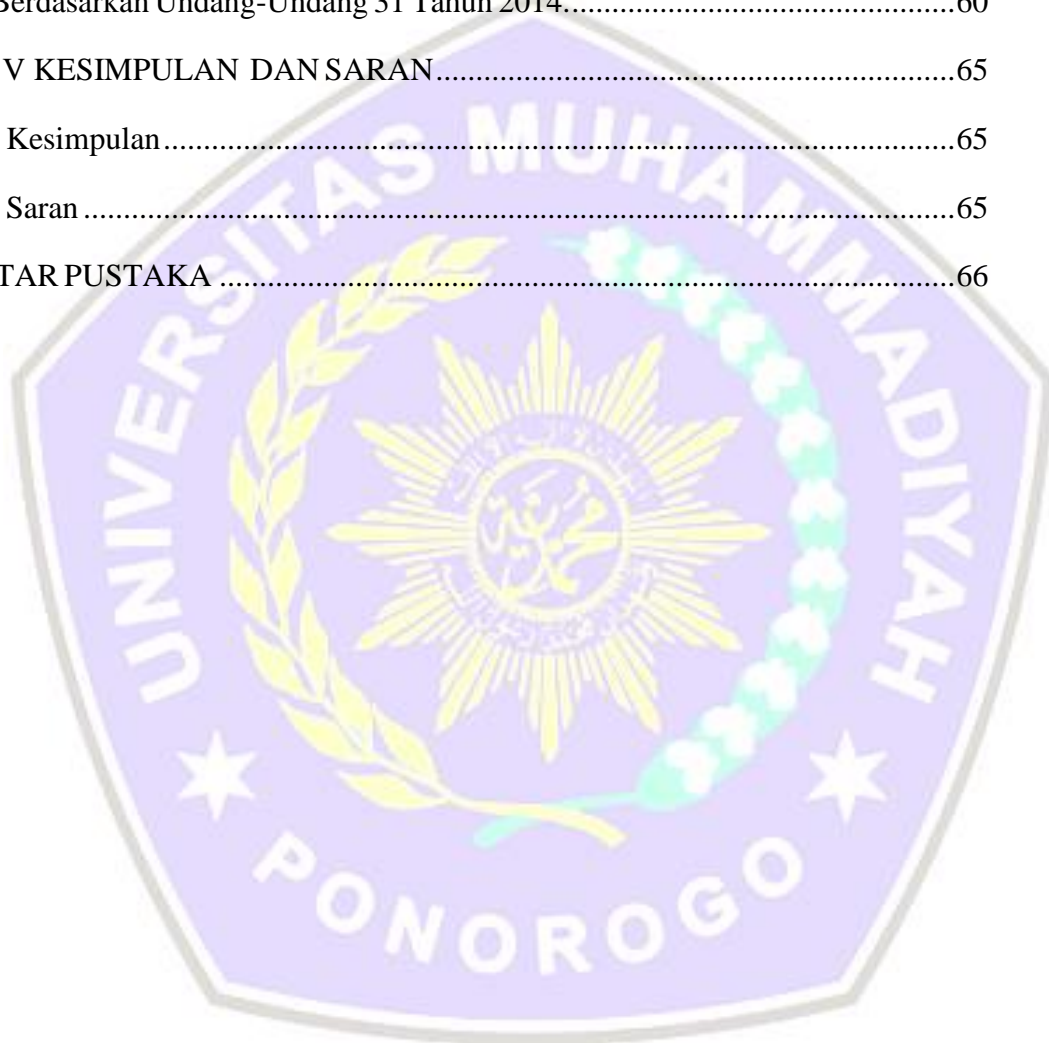 Berdasarkan Undang-Undang 31 Tahun 2014.............................................................60
V KESIMPULAN DAN SARAN...................................................................65
Kesimpulan.....................................................................................................65
Saran...............................................................................................................65
TAR PUSTAKA..............................................................................................66
UNIVERSITAS MUHAMMADIYAH
PONOROGO